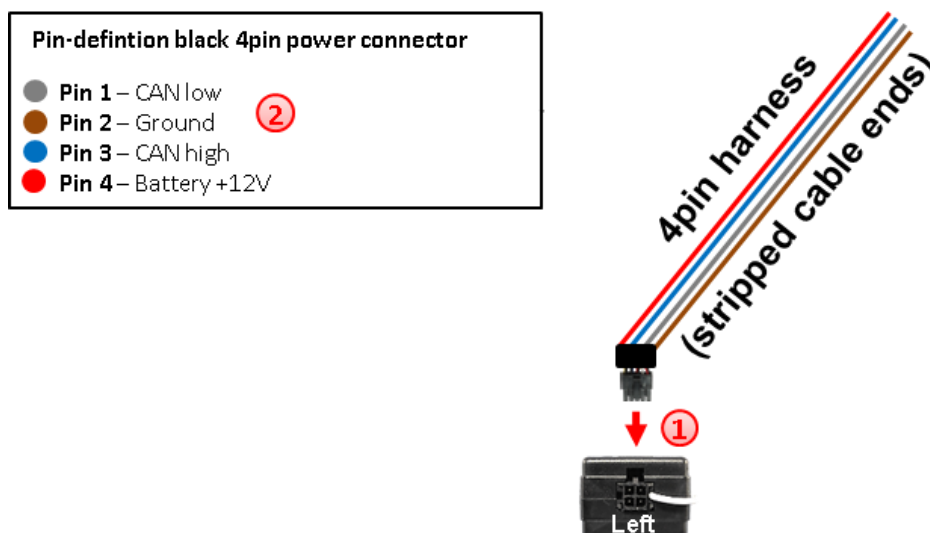 Pin-defintion black 4pin power connector
Pin 1 – CAN low
Pin 2 – Ground
Pin 3 – CAN high
Pin 4 – Battery +12V
2
4pin harness
(stripped cable ends)
1
Left